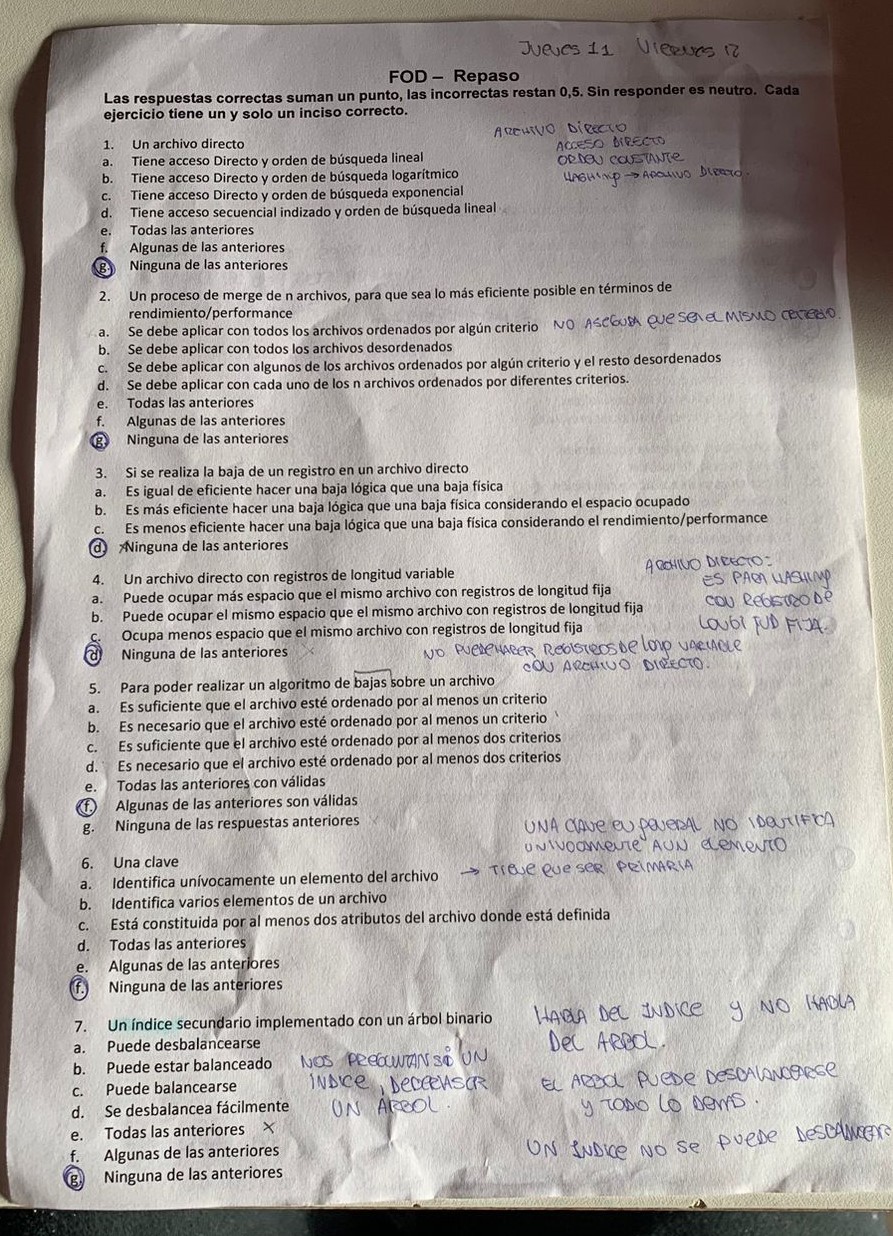 Jueves 11 Viernes 12
FOD – Repaso
Las respuestas correctas suman un punto, las incorrectas restan 0,5. Sin responder es neutro. Cada
ejercicio tiene un y solo un inciso correcto.
ARCHIVO DIRECTO
1. Un archivo directo
ACCESO DIRECTO
a. Tiene acceso Directo y orden de búsqueda lineal
ORDEN CONSTANTE
b. Tiene acceso Directo y orden de búsqueda logarítmico
HASHING → ARCHIVO DIRECTO.
c. Tiene acceso Directo y orden de búsqueda exponencial
d. Tiene acceso secuencial indizado y orden de búsqueda lineal
e. Todas las anteriores
f. Algunas de las anteriores
g. Ninguna de las anteriores
2. Un proceso de merge de n archivos, para que sea lo más eficiente posible en términos de
rendimiento/performance
a. Se debe aplicar con todos los archivos ordenados por algún criterio NO ASEGURA QUE SEA EL MISMO CRITERIO.
b. Se debe aplicar con todos los archivos desordenados
c. Se debe aplicar con algunos de los archivos ordenados por algún criterio y el resto desordenados
d. Se debe aplicar con cada uno de los n archivos ordenados por diferentes criterios.
e. Todas las anteriores
f. Algunas de las anteriores
g. Ninguna de las anteriores
3. Si se realiza la baja de un registro en un archivo directo
a. Es igual de eficiente hacer una baja lógica que una baja física
b. Es más eficiente hacer una baja lógica que una baja física considerando el espacio ocupado
c. Es menos eficiente hacer una baja lógica que una baja física considerando el rendimiento/performance
d. Ninguna de las anteriores
ARCHIVO DIRECTO:
4. Un archivo directo con registros de longitud variable
ES PARA HASHING
a. Puede ocupar más espacio que el mismo archivo con registros de longitud fija
CON REGISTRO DE
b. Puede ocupar el mismo espacio que el mismo archivo con registros de longitud fija
LONGITUD FIJA.
c. Ocupa menos espacio que el mismo archivo con registros de longitud fija
d. Ninguna de las anteriores X
NO PUEDE HABER REGISTROS DE LONG VARIABLE
CON ARCHIVO DIRECTO.
5. Para poder realizar un algoritmo de bajas sobre un archivo
a. Es suficiente que el archivo esté ordenado por al menos un criterio
b. Es necesario que el archivo esté ordenado por al menos un criterio
c. Es suficiente que el archivo esté ordenado por al menos dos criterios
d. Es necesario que el archivo esté ordenado por al menos dos criterios
e. Todas las anteriores con válidas
f. Algunas de las anteriores son válidas
g. Ninguna de las respuestas anteriores
UNA CLAVE EN GENERAL NO IDENTIFICA
UNIVOCAMENTE A UN ELEMENTO
6. Una clave
→ TIENE QUE SER PRIMARIA
a. Identifica unívocamente un elemento del archivo
b. Identifica varios elementos de un archivo
c. Está constituida por al menos dos atributos del archivo donde está definida
d. Todas las anteriores
e. Algunas de las anteriores
f. Ninguna de las anteriores
HABLA DEL INDICE Y NO HABLA
DEL ARBOL.
7. Un índice secundario implementado con un árbol binario
a. Puede desbalancearse
b. Puede estar balanceado
NOS PREGUNTAN SI UN
INDICE,
UN ÁRBOL.
c. Puede balancearse
EL ARBOL PUEDE DESBALANCEARSE
Y TODO LO DEMAS.
d. Se desbalancea fácilmente
e. Todas las anteriores X
f. Algunas de las anteriores
UN INDICE NO SE PUEDE
g. Ninguna de las anteriores